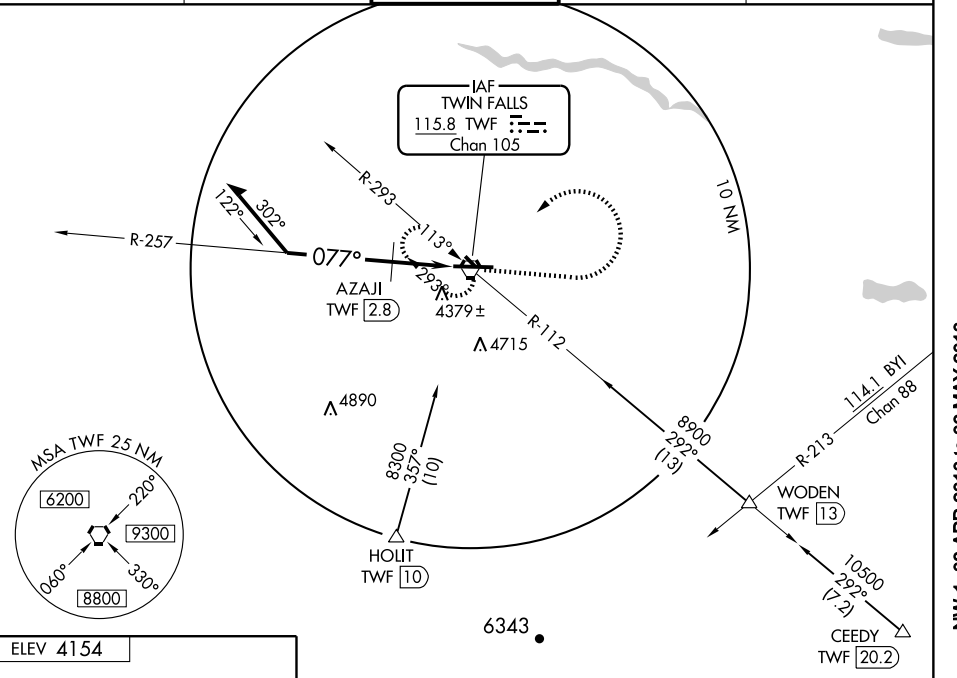 IAF
TWIN FALLS
115.8 TWF
Chan 105
10 NM
R-293
122°
302°
R-257
077°
113°
293°
AZAJI
TWF 2.8
4379±
R-112
4715
4890
114.1 BYI
Chan 88
8900
292°
(13)
R-213
8300
357°
(10)
WODEN
TWF 13
MSA TWF 25 NM
6200
220°
9300
060°
330°
8800
HOLIT
TWF 10
10500
292°
(7.2)
6343
CEEDY
TWF 20.2
ELEV 4154